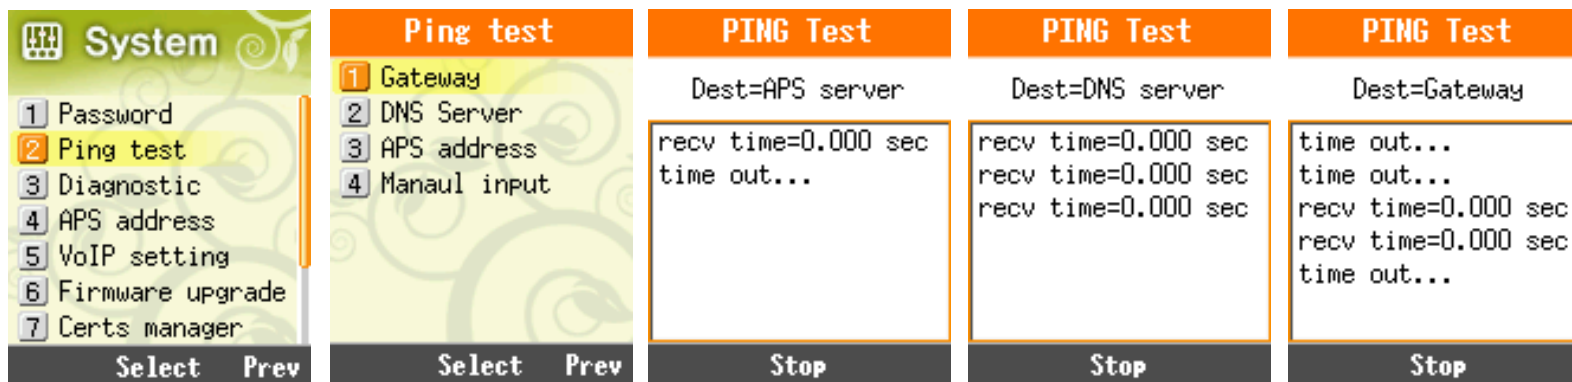 System
1 Password
2 Ping test
3 Diagnostic
4 APS address
5 VoIP setting
6 Firmware upgrade
7 Certs manager
Select Prev
Ping test
1 Gateway
2 DNS Server
3 APS address
4 Manaul input
Select Prev
PING Test
Dest=APS server
recv time=0.000 sec
time out...
Stop
PING Test
Dest=DNS server
recv time=0.000 sec
recv time=0.000 sec
recv time=0.000 sec
Stop
PING Test
Dest=Gateway
time out...
time out...
recv time=0.000 sec
recv time=0.000 sec
time out...
Stop